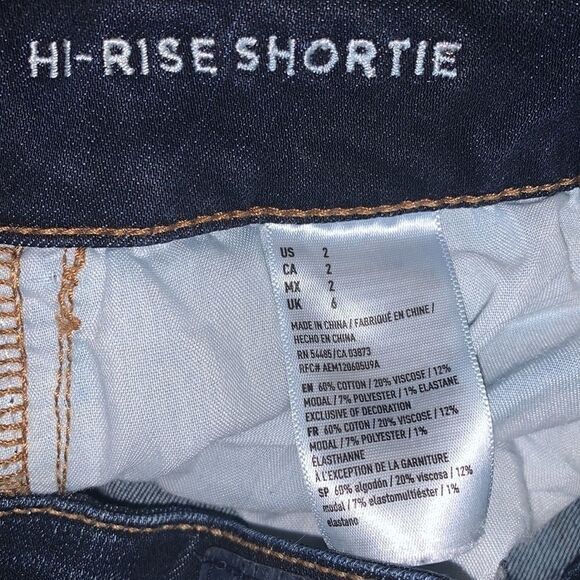 HI-RISE SHORTIE
US 2
CA 2
MX 2
UK 6
MADE IN CHINA / FABRIQUÉ EN CHINE /
HECHO EN CHINA
RN 54485/CA 03873
RFC# AEM120605U9A
EN 60% COTTON / 20% VISCOSE / 12%
MODAL / 7% POLYESTER / 1% ELASTANE
EXCLUSIVE OF DECORATION
FR 60% COTON / 20% VISCOSE / 12%
MODAL / 7% POLYESTER / 1%
ÉLASTHANNE
À L'EXCEPTION DE LA GARNITURE
SP 60% algodón / 20% viscosa / 12%
modal / 7% elastomultiéster / 1%
elastano